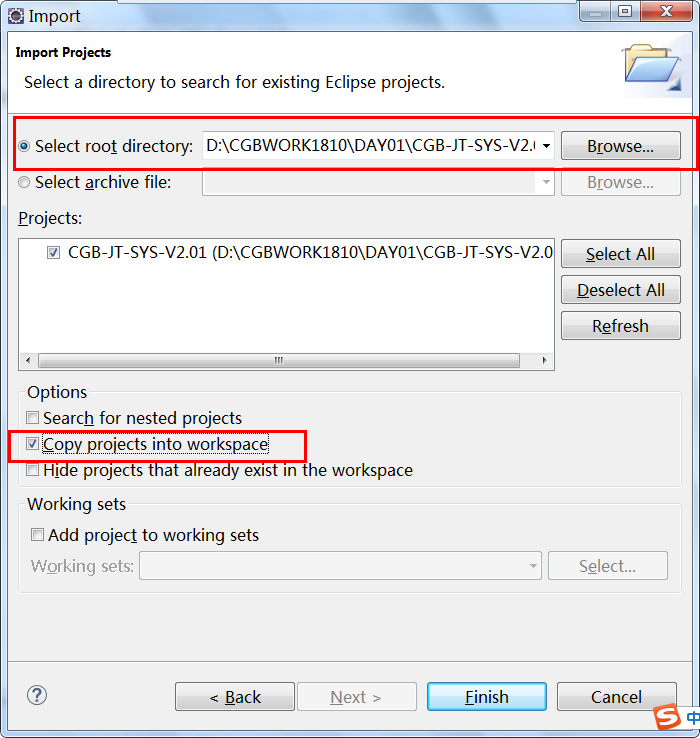 Import
Import Projects
Select a directory to search for existing Eclipse projects.
Select root directory: D:\CGBWORK1810\DAY01\CGB-JT-SYS-V2.0 Browse...
Select archive file: Browse...
Projects:
CGB-JT-SYS-V2.01 (D:\CGBWORK1810\DAY01\CGB-JT-SYS-V2.0
Select All
Deselect All
Refresh
Options
Search for nested projects
Copy projects into workspace
Hide projects that already exist in the workspace
Working sets
Add project to working sets
Working sets: Select...
? < Back Next > Finish Cancel
S 中